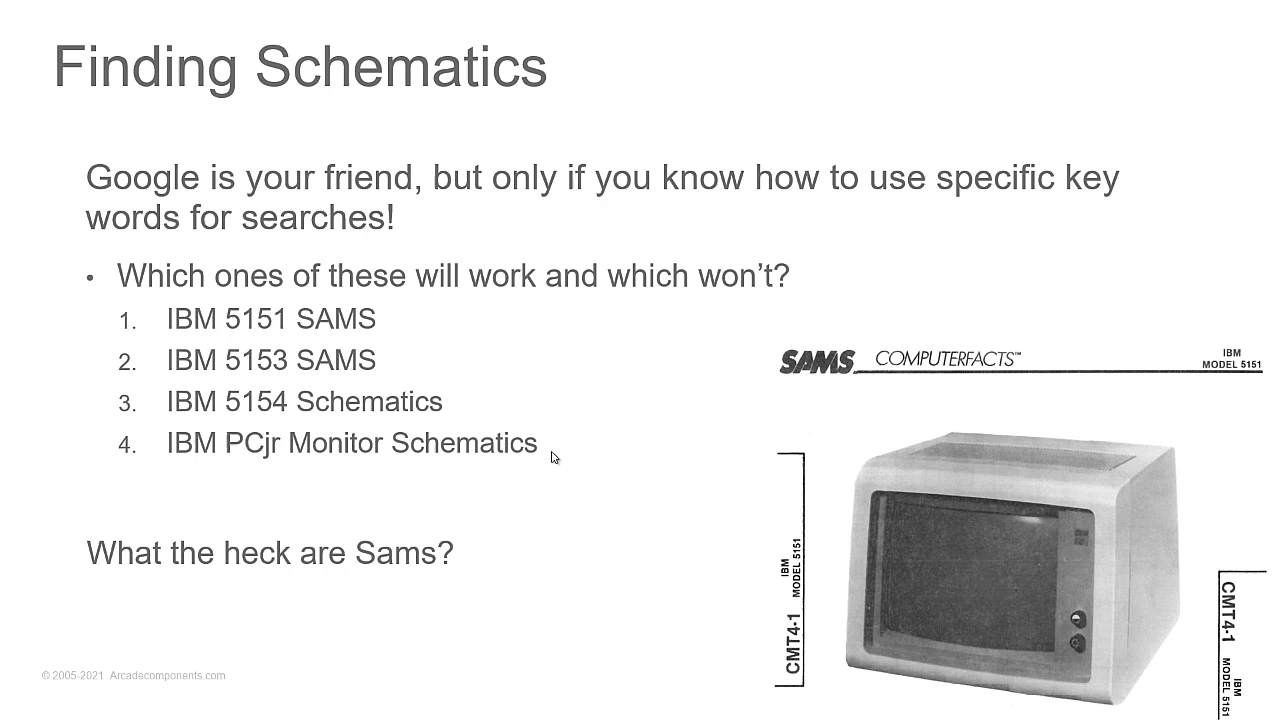 Finding Schematics
Google is your friend, but only if you know how to use specific key
words for searches!
• Which ones of these will work and which won't?
1. IBM 5151 SAMS
2. IBM 5153 SAMS
3. IBM 5154 Schematics
4. IBM PCjr Monitor Schematics
What the heck are Sams?
SAMS COMPUTERFACTS™
IBM
MODEL 5151
IBM
MODEL 5151
CMT4-1
CMT4-1
IBM
MODEL 5151
© 2005-2021 Arcadecomponents.com